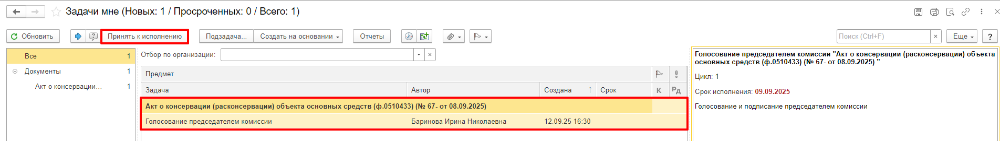 Задачи мне (Новых: 1 / Просроченных: 0 / Всего: 1)
Обновить Принять к исполнению Подзадача... Создать на основании Отчеты Поиск (Ctrl+F) × Еще ?
Все 1
Документы 1
Акт о консервации... 1
Отбор по организации: ×
Предмет !
Задача Автор Создана ↑ Срок К Рд
Акт о консервации (расконсервации) объекта основных средств (ф.0510433) (№ 67- от 08.09.2025)
Голосование председателем комиссии Баринова Ирина Николаевна 12.09.25 16:30
Голосование председателем комиссии "Акт о консервации (расконсервации) объекта
основных средств (ф.0510433) (№ 67- от 08.09.2025) "
Цикл: 1
Срок исполнения: 09.09.2025
Голосование и подписание председателем комиссии